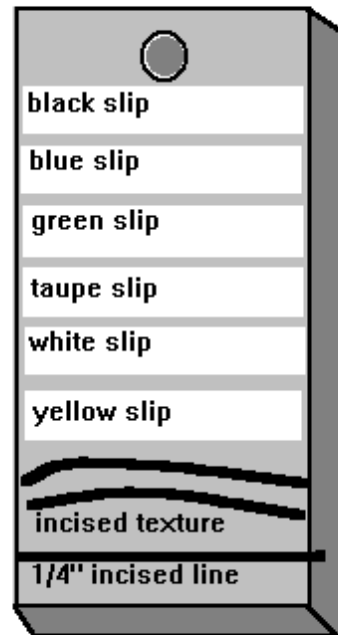 black slip
blue slip
green slip
taupe slip
white slip
yellow slip
incised texture
1/4" incised line